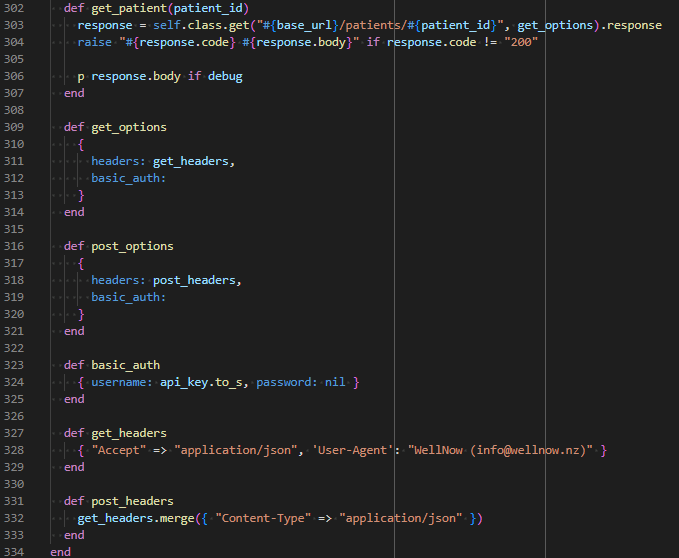 302 def get_patient(patient_id)
303 response = self.class.get("#{base_url}/patients/#{patient_id}", get_options).response
304 raise "#{response.code} #{response.body}" if response.code != "200"
305
306 p response.body if debug
307 end
308
309 def get_options
310 {
311 headers: get_headers,
312 basic_auth:
313 }
314 end
315
316 def post_options
317 {
318 headers: post_headers,
319 basic_auth:
320 }
321 end
322
323 def basic_auth
324 { username: api_key.to_s, password: nil }
325 end
326
327 def get_headers
328 { "Accept" => "application/json", 'User-Agent': "WellNow (info@wellnow.nz)" }
329 end
330
331 def post_headers
332 get_headers.merge({ "Content-Type" => "application/json" })
333 end
334 end